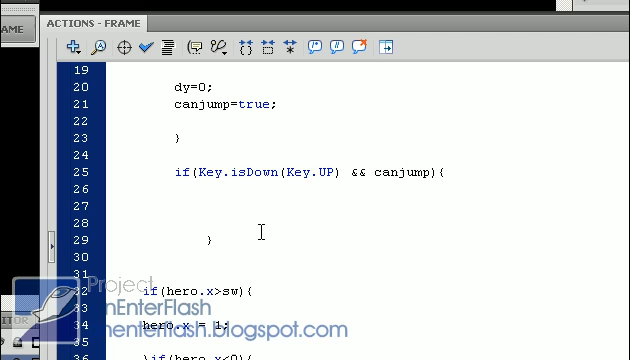 AME
ACTIONS - FRAME
19
20 dy=0;
21 canjump=true;
22
23 }
24
25 if(Key.isDown(Key.UP) && canjump){
26
27
28
29 }
30
31
32 if(hero.x>sw){
33
34 hero.x = 1;
35
36 }if(hero.x<0){
Project
nEnterFlash
nenterflash.blogspot.com
ITOR